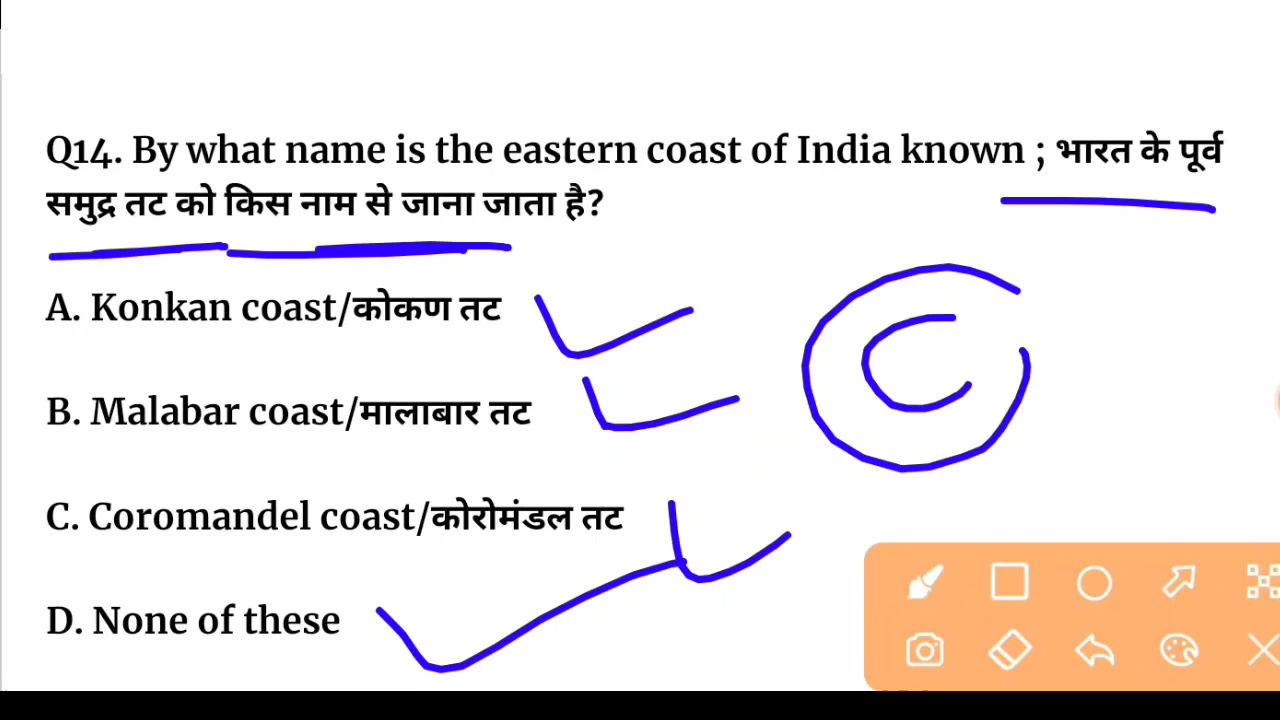 Q14. By what name is the eastern coast of India known ; भारत के पूर्व
समुद्र तट को किस नाम से जाना जाता है?
A. Konkan coast/कोकण तट
B. Malabar coast/मालाबार तट
C
C. Coromandel coast/कोरोमंडल तट
D. None of these